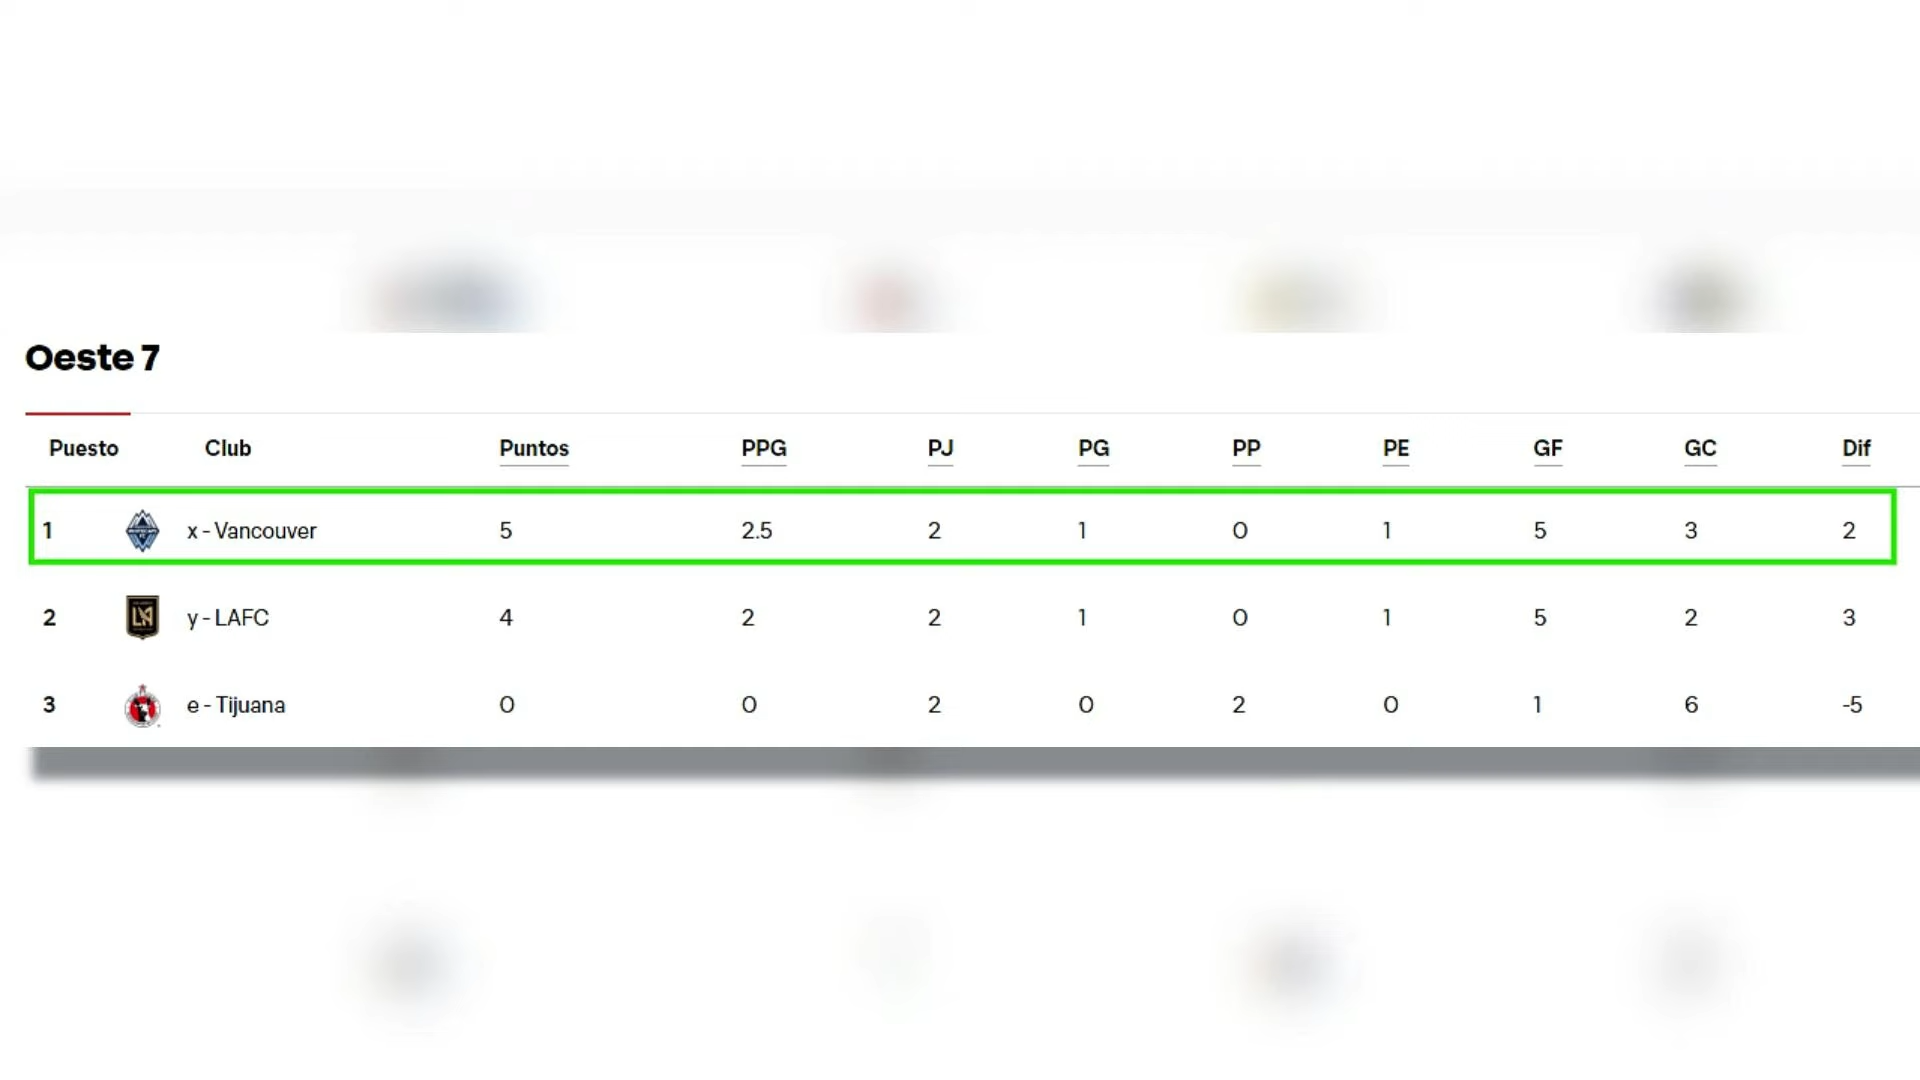 Oeste 7
Puesto Club Puntos PPG PJ PG PP PE GF GC Dif
1 x - Vancouver 5 2.5 2 1 0 1 5 3 2
2 y - LAFC 4 2 2 1 0 1 5 2 3
3 e - Tijuana 0 0 2 0 2 0 1 6 -5